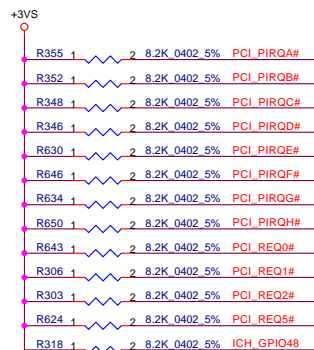 +3VS
R355 1 2 8.2K_0402_5% PCI_PIRQA#
R352 1 2 8.2K_0402_5% PCI_PIRQB#
R348 1 2 8.2K_0402_5% PCI_PIRQC#
R346 1 2 8.2K_0402_5% PCI_PIRQD#
R630 1 2 8.2K_0402_5% PCI_PIRQE#
R646 1 2 8.2K_0402_5% PCI_PIRQF#
R634 1 2 8.2K_0402_5% PCI_PIRQG#
R650 1 2 8.2K_0402_5% PCI_PIRQH#
R643 1 2 8.2K_0402_5% PCI_REQ0#
R306 1 2 8.2K_0402_5% PCI_REQ1#
R303 1 2 8.2K_0402_5% PCI_REQ2#
R624 1 2 8.2K_0402_5% PCI_REQ5#
R318 1 2 8.2K_0402_5% ICH_GPIO48